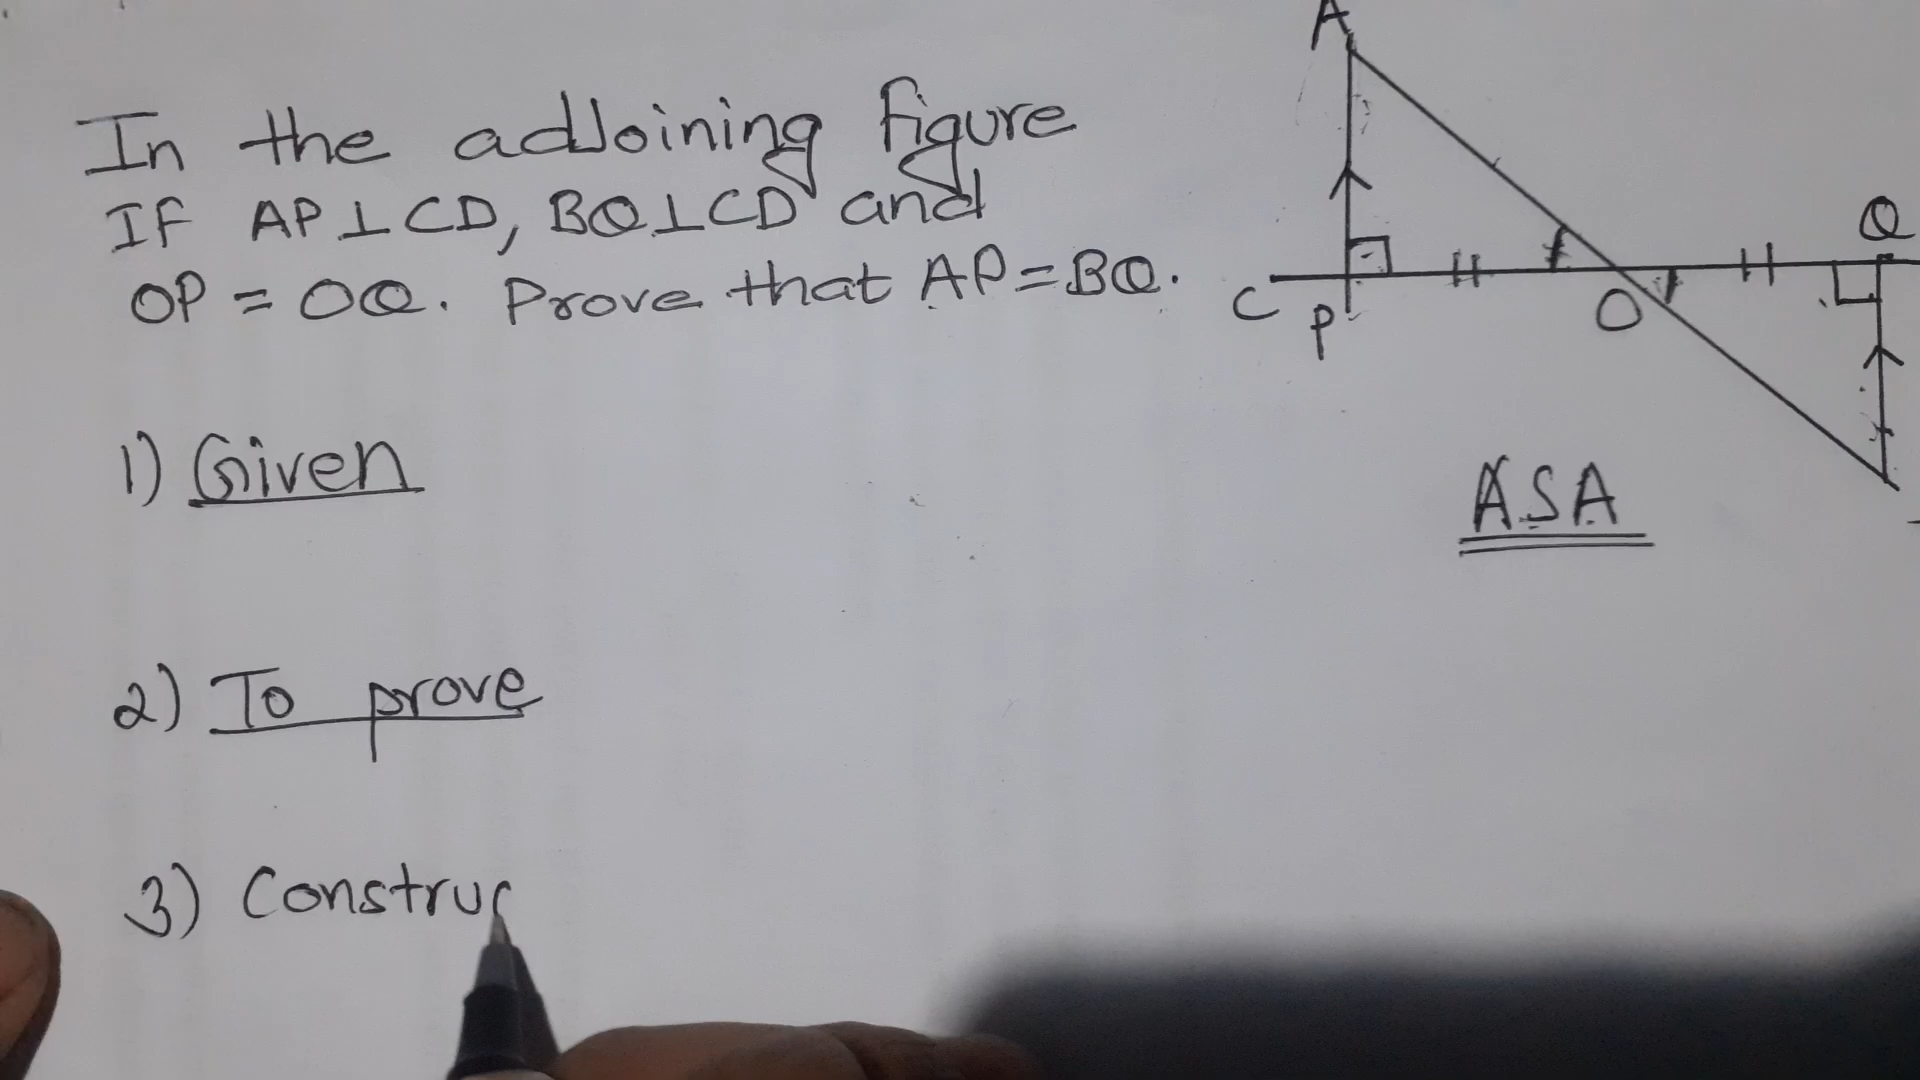 In the adJoining figure
IF AP⊥CD, BQ⊥CD and
OP = OQ. Prove that AP=BQ.
1) Given
2) To prove
3) Construc
A
Q
C
P
O
ASA